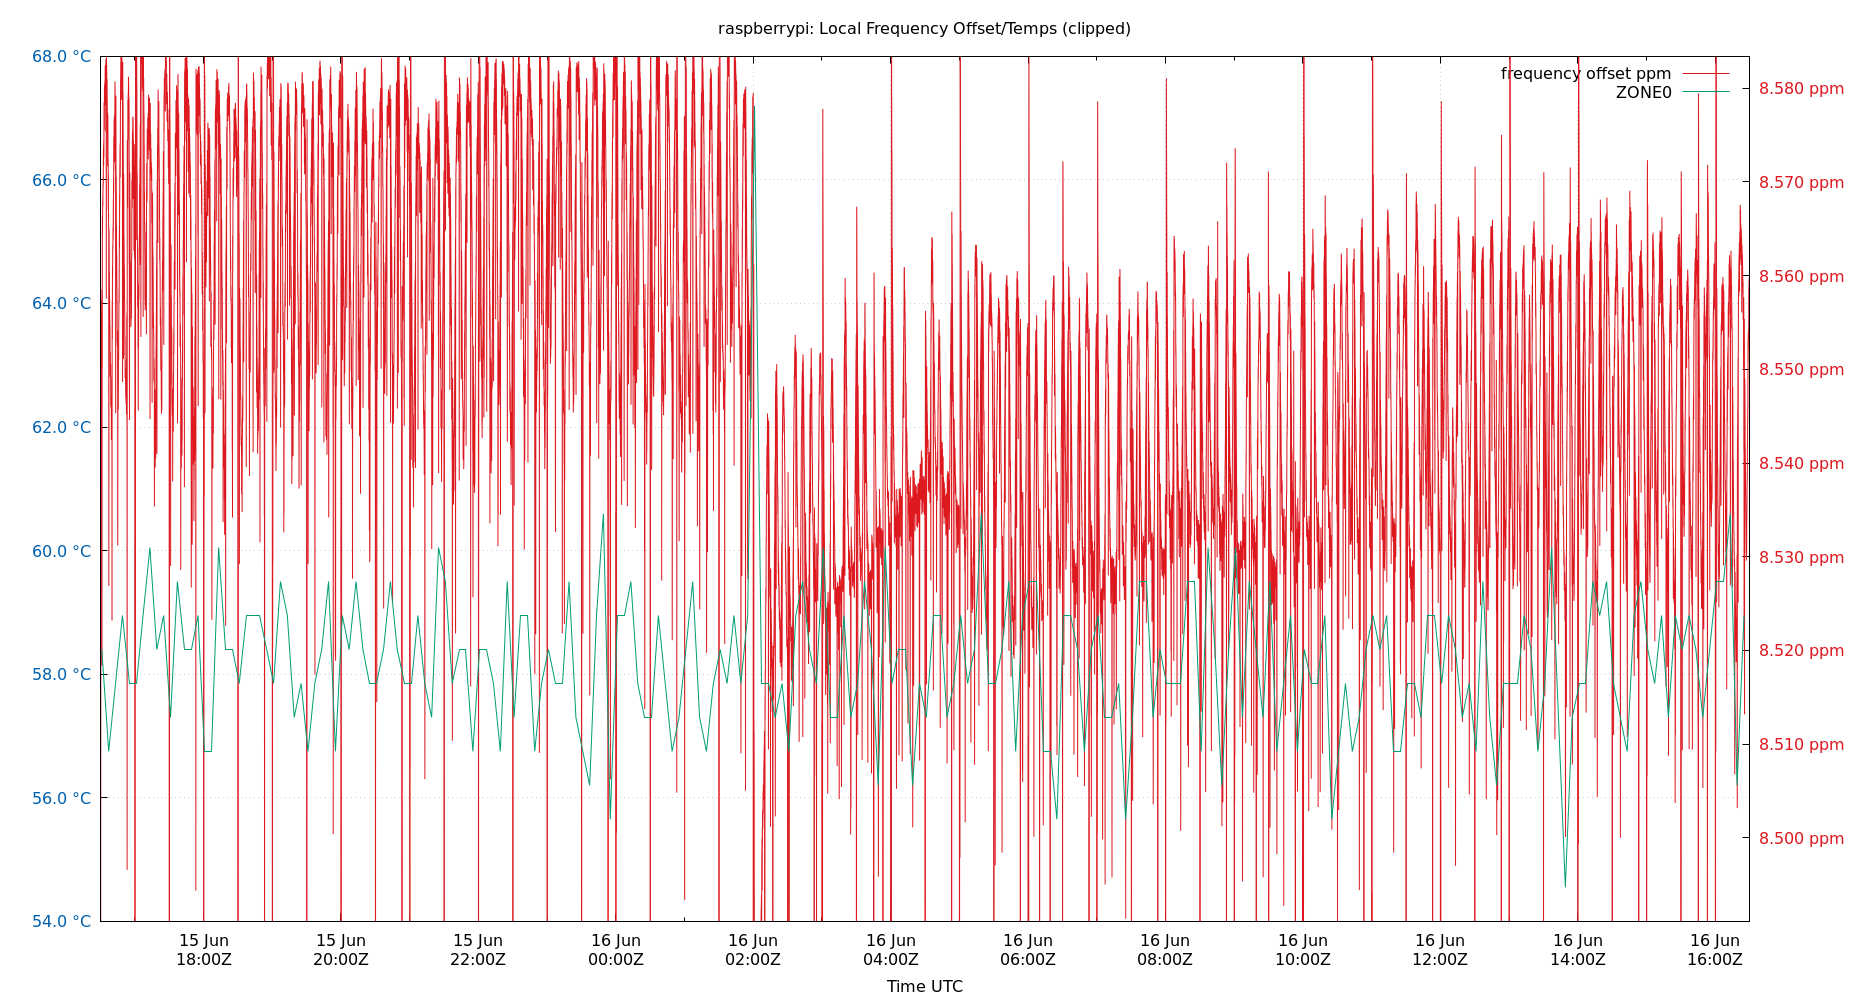 raspberrypi: Local Frequency Offset/Temps (clipped)
68.0 °C
66.0 °C
64.0 °C
62.0 °C
60.0 °C
58.0 °C
56.0 °C
54.0 °C
frequency offset ppm
ZONE0
8.580 ppm
8.570 ppm
8.560 ppm
8.550 ppm
8.540 ppm
8.530 ppm
8.520 ppm
8.510 ppm
8.500 ppm
15 Jun 15 Jun 15 Jun 16 Jun 16 Jun 16 Jun 16 Jun 16 Jun 16 Jun 16 Jun 16 Jun 16 Jun
18:00Z 20:00Z 22:00Z 00:00Z 02:00Z 04:00Z 06:00Z 08:00Z 10:00Z 12:00Z 14:00Z 16:00Z
Time UTC